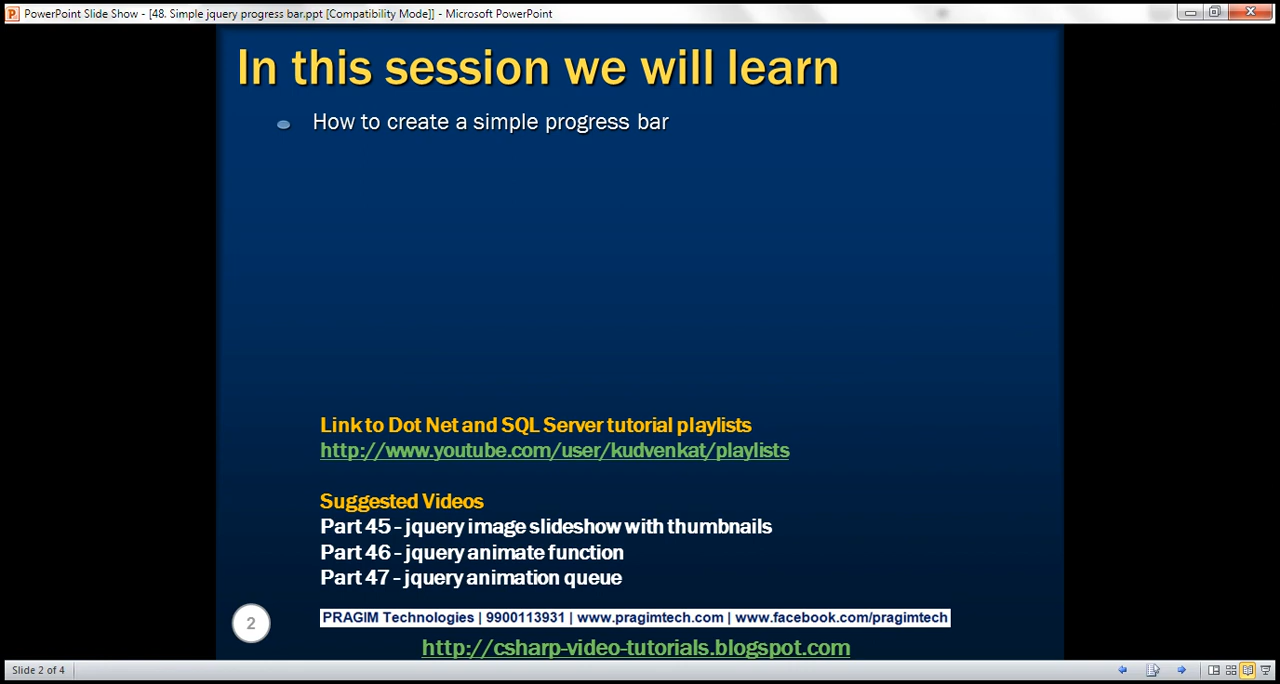 PowerPoint Slide Show - [48. Simple jquery progress bar.ppt [Compatibility Mode]] - Microsoft PowerPoint
In this session we will learn
How to create a simple progress bar
Link to Dot Net and SQL Server tutorial playlists
http://www.youtube.com/user/kudvenkat/playlists
Suggested Videos
Part 45 - jquery image slideshow with thumbnails
Part 46 - jquery animate function
Part 47 - jquery animation queue
2
PRAGIM Technologies | 9900113931 | www.pragimtech.com | www.facebook.com/pragimtech
http://csharp-video-tutorials.blogspot.com
Slide 2 of 4